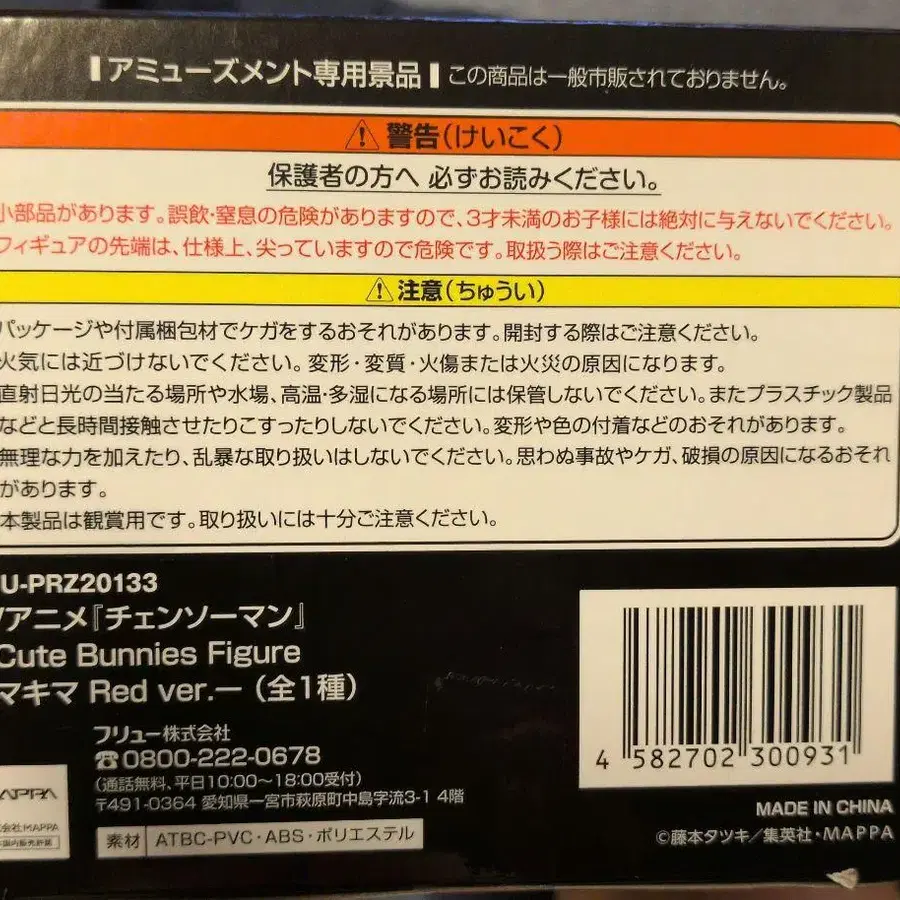 アミューズメント専用景品 この商品は一般市販されておりません。
⚠警告(けいこく)
保護者の方へ 必ずお読みください。
小部品があります。誤飲・窒息の危険がありますので、3才未満のお子様には絶対に与えないでください。
フィギュアの先端は、仕様上、尖っていますので危険です。取扱う際はご注意ください。
⚠注意(ちゅうい)
パッケージや付属梱包材でケガをするおそれがあります。開封する際はご注意ください。
火気には近づけないでください。変形・変質・火傷または火災の原因になります。
直射日光の当たる場所や水場、高温・多湿になる場所には保管しないでください。またプラスチック製品
などと長時間接触させたりこすったりしないでください。変形や色の付着などのおそれがあります。
無理な力を加えたり、乱暴な取り扱いはしないでください。思わぬ事故やケガ、破損の原因になるおそれ
があります。
本製品は観賞用です。取り扱いには十分ご注意ください。
U-PRZ20133
Vアニメ『チェンソーマン』
Cute Bunnies Figure
マキマ Red ver.ー (全1種)
フリュー株式会社
☎0800-222-0678
(通話無料、平日10:00〜18:00受付)
〒491-0364 愛知県一宮市萩原町中島字流3-1 4階
素材 ATBC-PVC・ABS・ポリエステル
MAPPA
会社MAPPA
本国内販売許諾
4 582702 300931
MADE IN CHINA
©藤本タツキ／集英社・MAPPA